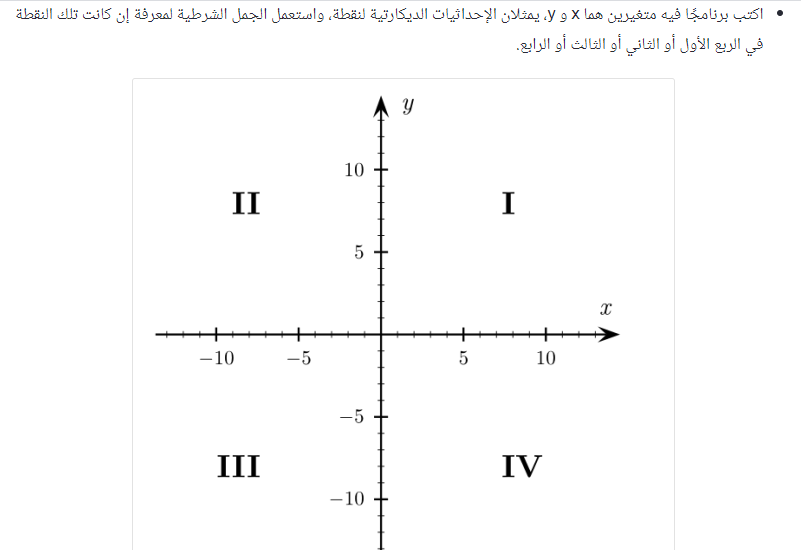 اكتب برنامجًا فيه متغيرين هما x و y، يمثلان الإحداثيات الديكارتية لنقطة، واستعمل الجمل الشرطية لمعرفة إن كانت تلك النقطة
في الربع الأول أو الثاني أو الثالث أو الرابع.
y
10
II
I
5
x
−10
−5
5
10
−5
III
IV
−10